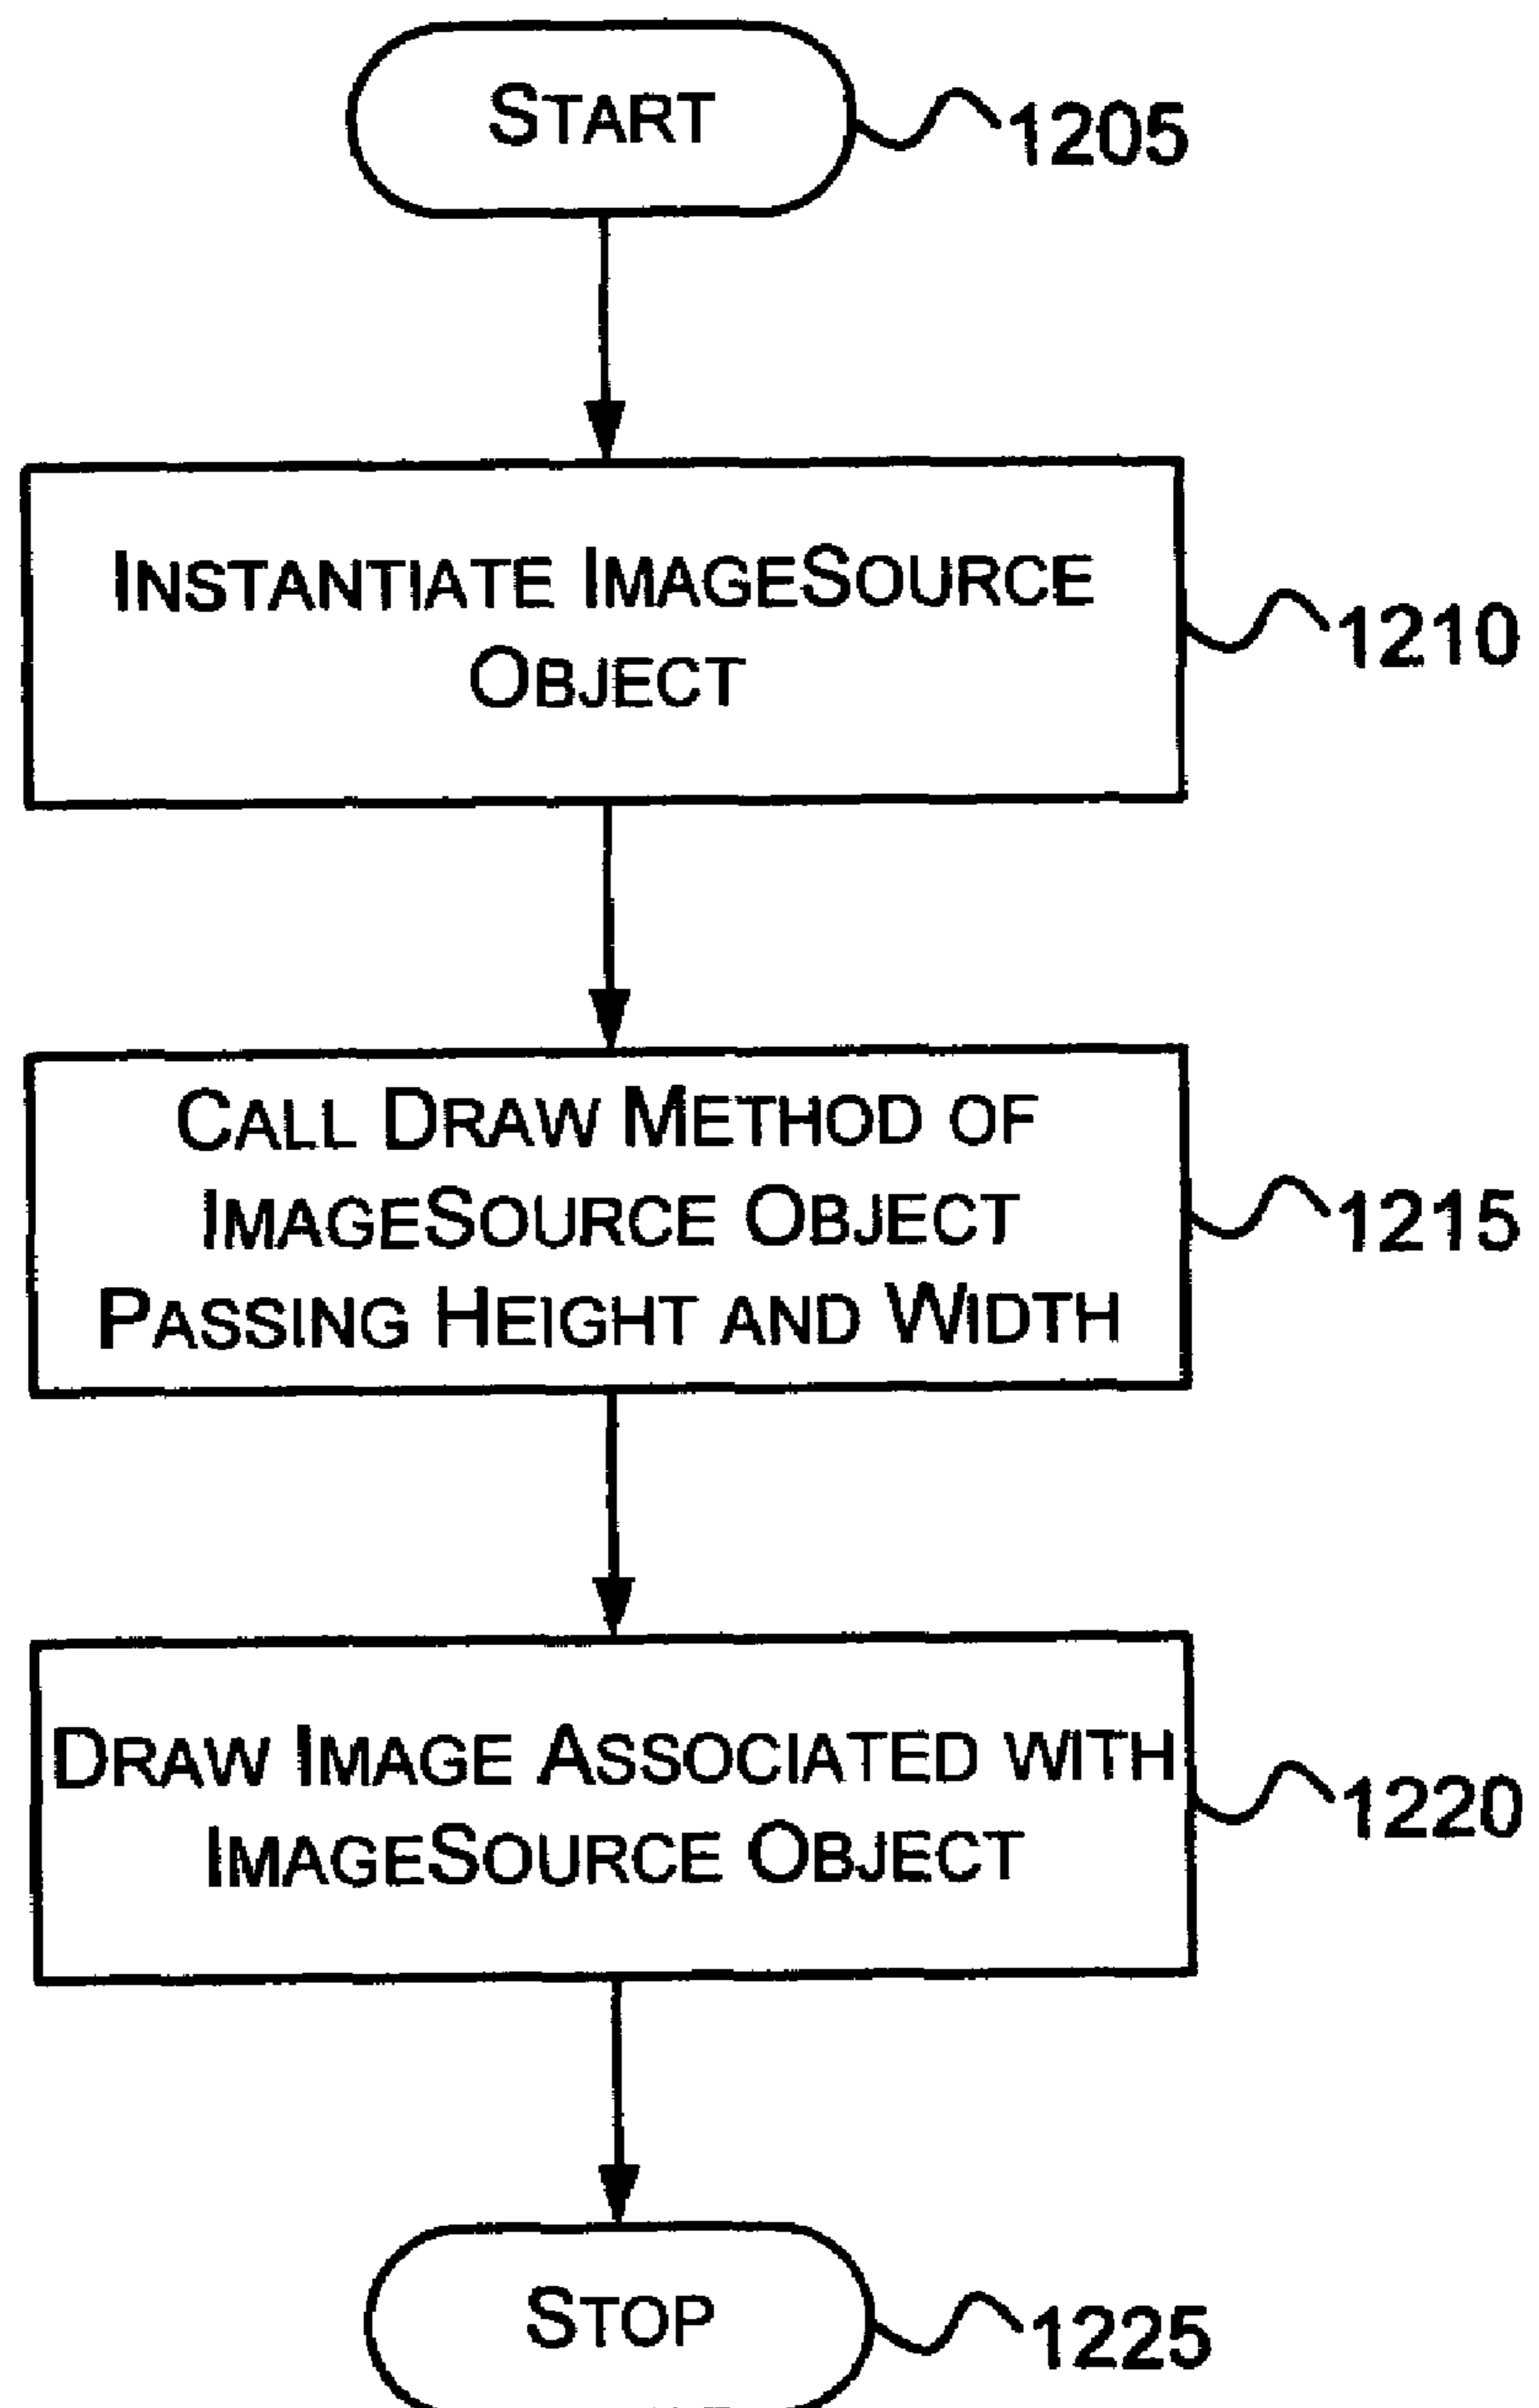 START
1205
INSTANTIATE IMAGESOURCE
OBJECT
1210
CALL DRAW METHOD OF
IMAGESOURCE OBJECT
PASSING HEIGHT AND WIDTH
1215
DRAW IMAGE ASSOCIATED WITH
IMAGESOURCE OBJECT
1220
STOP
1225